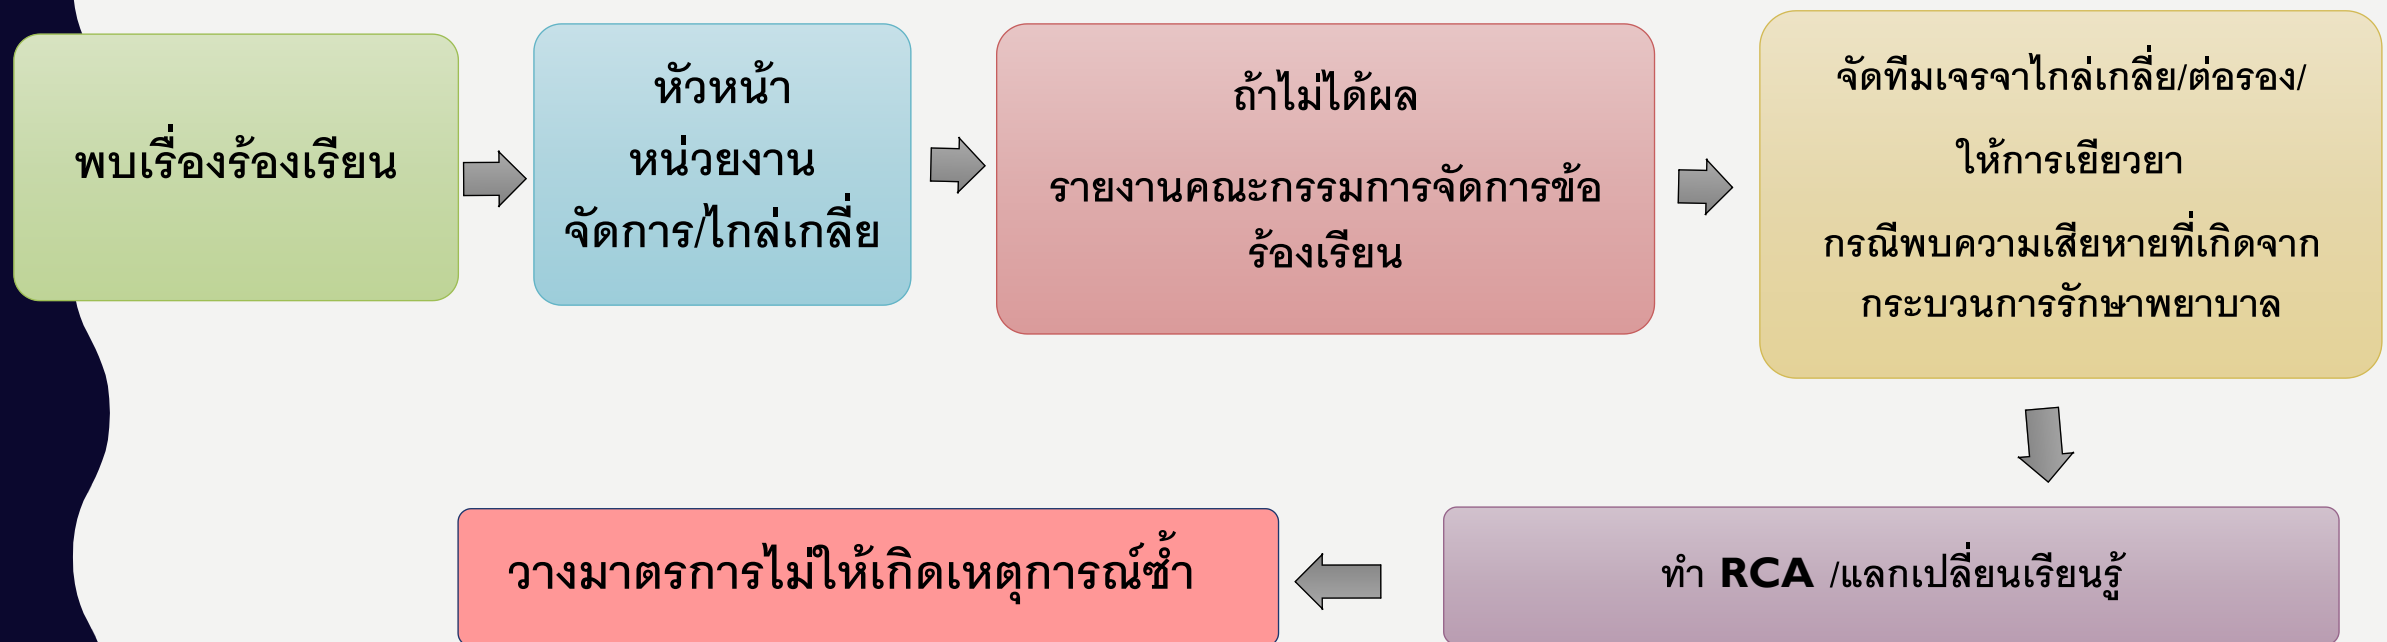 พบเรื่องร้องเรียน
หัวหน้า
หน่วยงาน
จัดการ/ไกล่เกลี่ย
ถ้าไม่ได้ผล
รายงานคณะกรรมการจัดการข้อ
ร้องเรียน
จัดทีมเจรจาไกล่เกลี่ย/ต่อรอง/
ให้การเยียวยา
กรณีพบความเสียหายที่เกิดจาก
กระบวนการรักษาพยาบาล
ทำ RCA /แลกเปลี่ยนเรียนรู้
วางมาตรการไม่ให้เกิดเหตุการณ์ซ้ำ